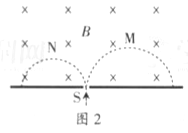 × × × ×
B
N M
× × × ×
× × × ×
S
图 2